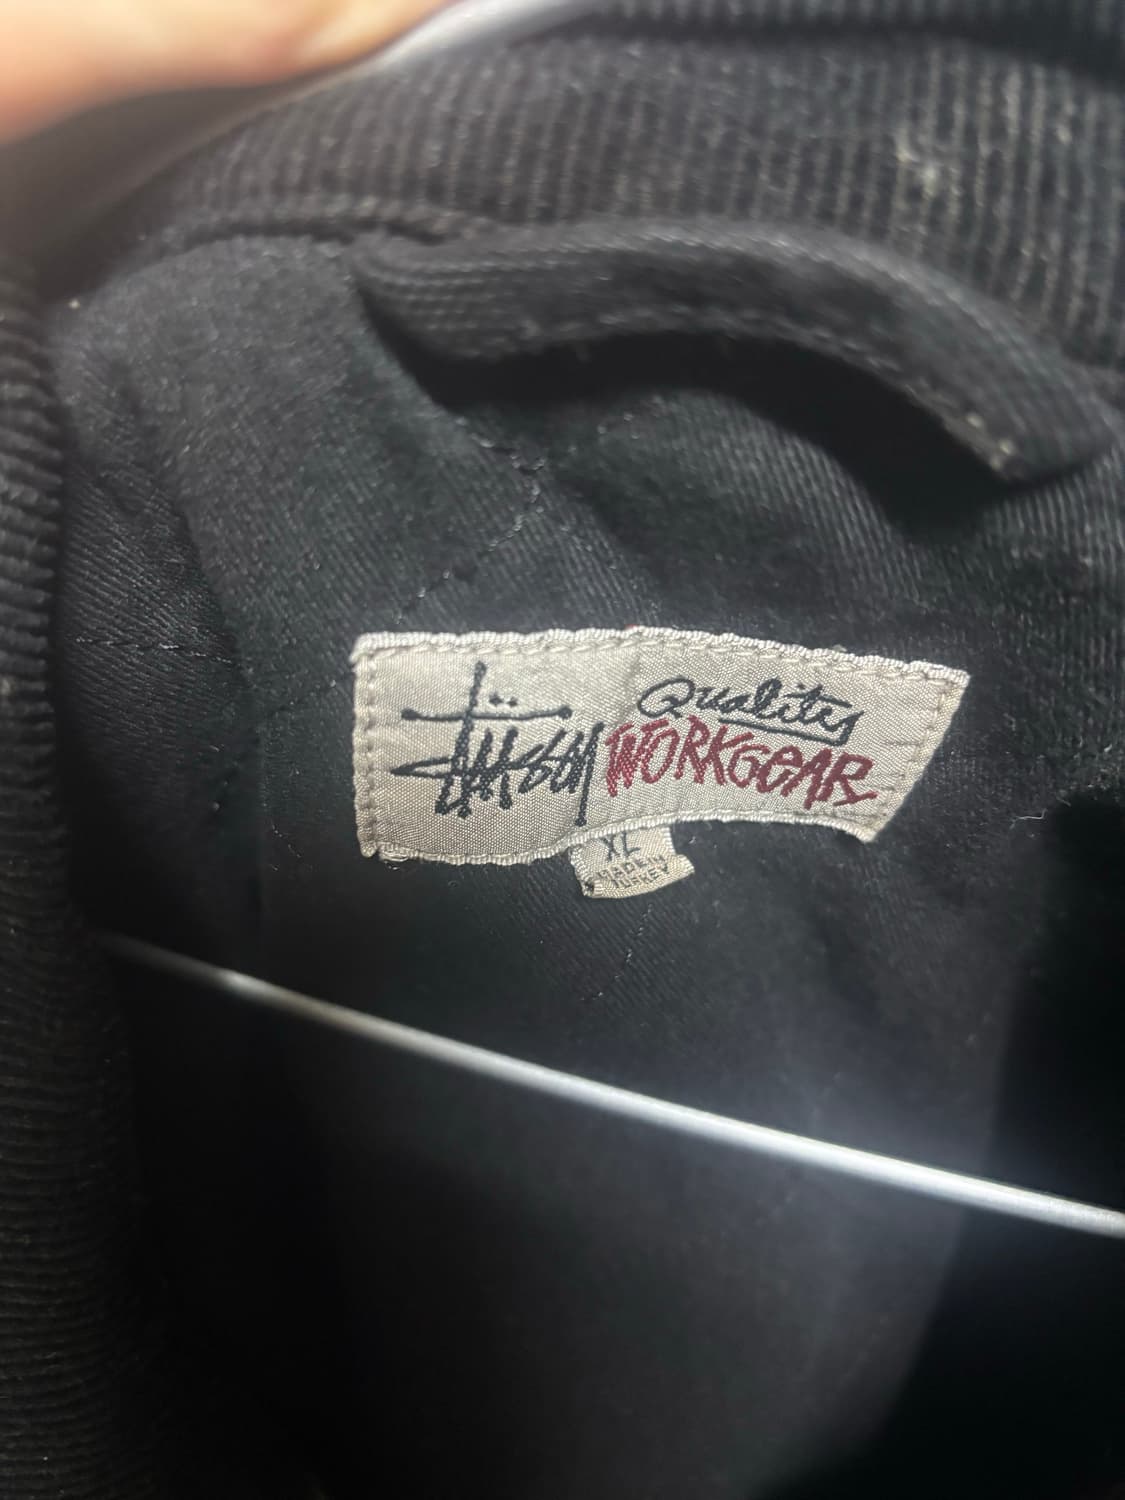 Stüssy
Quality
WORKGEAR
XL
MADE IN
TURKEY